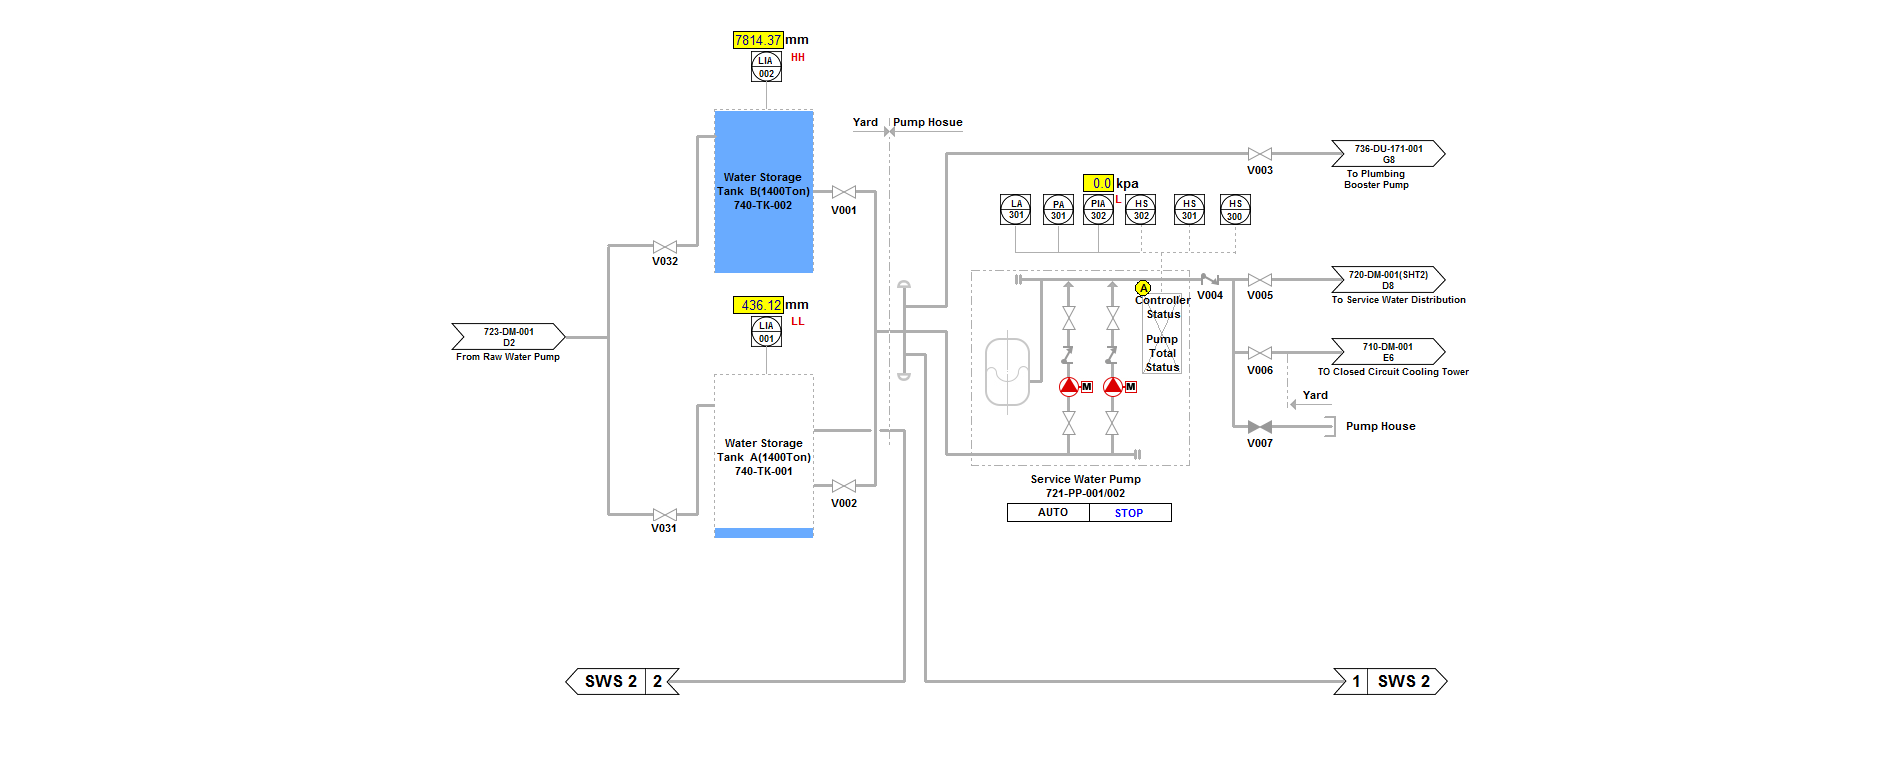 7814.37 mm
HH
LIA
002
Yard
Pump Hosue
Water Storage
Tank B(1400Ton)
740-TK-002
V001
V032
436.12 mm
LL
LIA
001
723-DM-001
D2
From Raw Water Pump
Water Storage
Tank A(1400Ton)
740-TK-001
V002
V031
V003
736-DU-171-001
G8
To Plumbing
Booster Pump
0.0 kpa
L
LA
301
PA
301
PIA
302
HS
302
HS
301
HS
300
A
Controller
Status
Pump
Total
Status
M
M
V004
V005
720-DM-001(SHT2)
D8
To Service Water Distribution
V006
710-DM-001
E6
TO Closed Circuit Cooling Tower
Yard
V007
Pump House
Service Water Pump
721-PP-001/002
AUTO
STOP
SWS 2
2
1
SWS 2